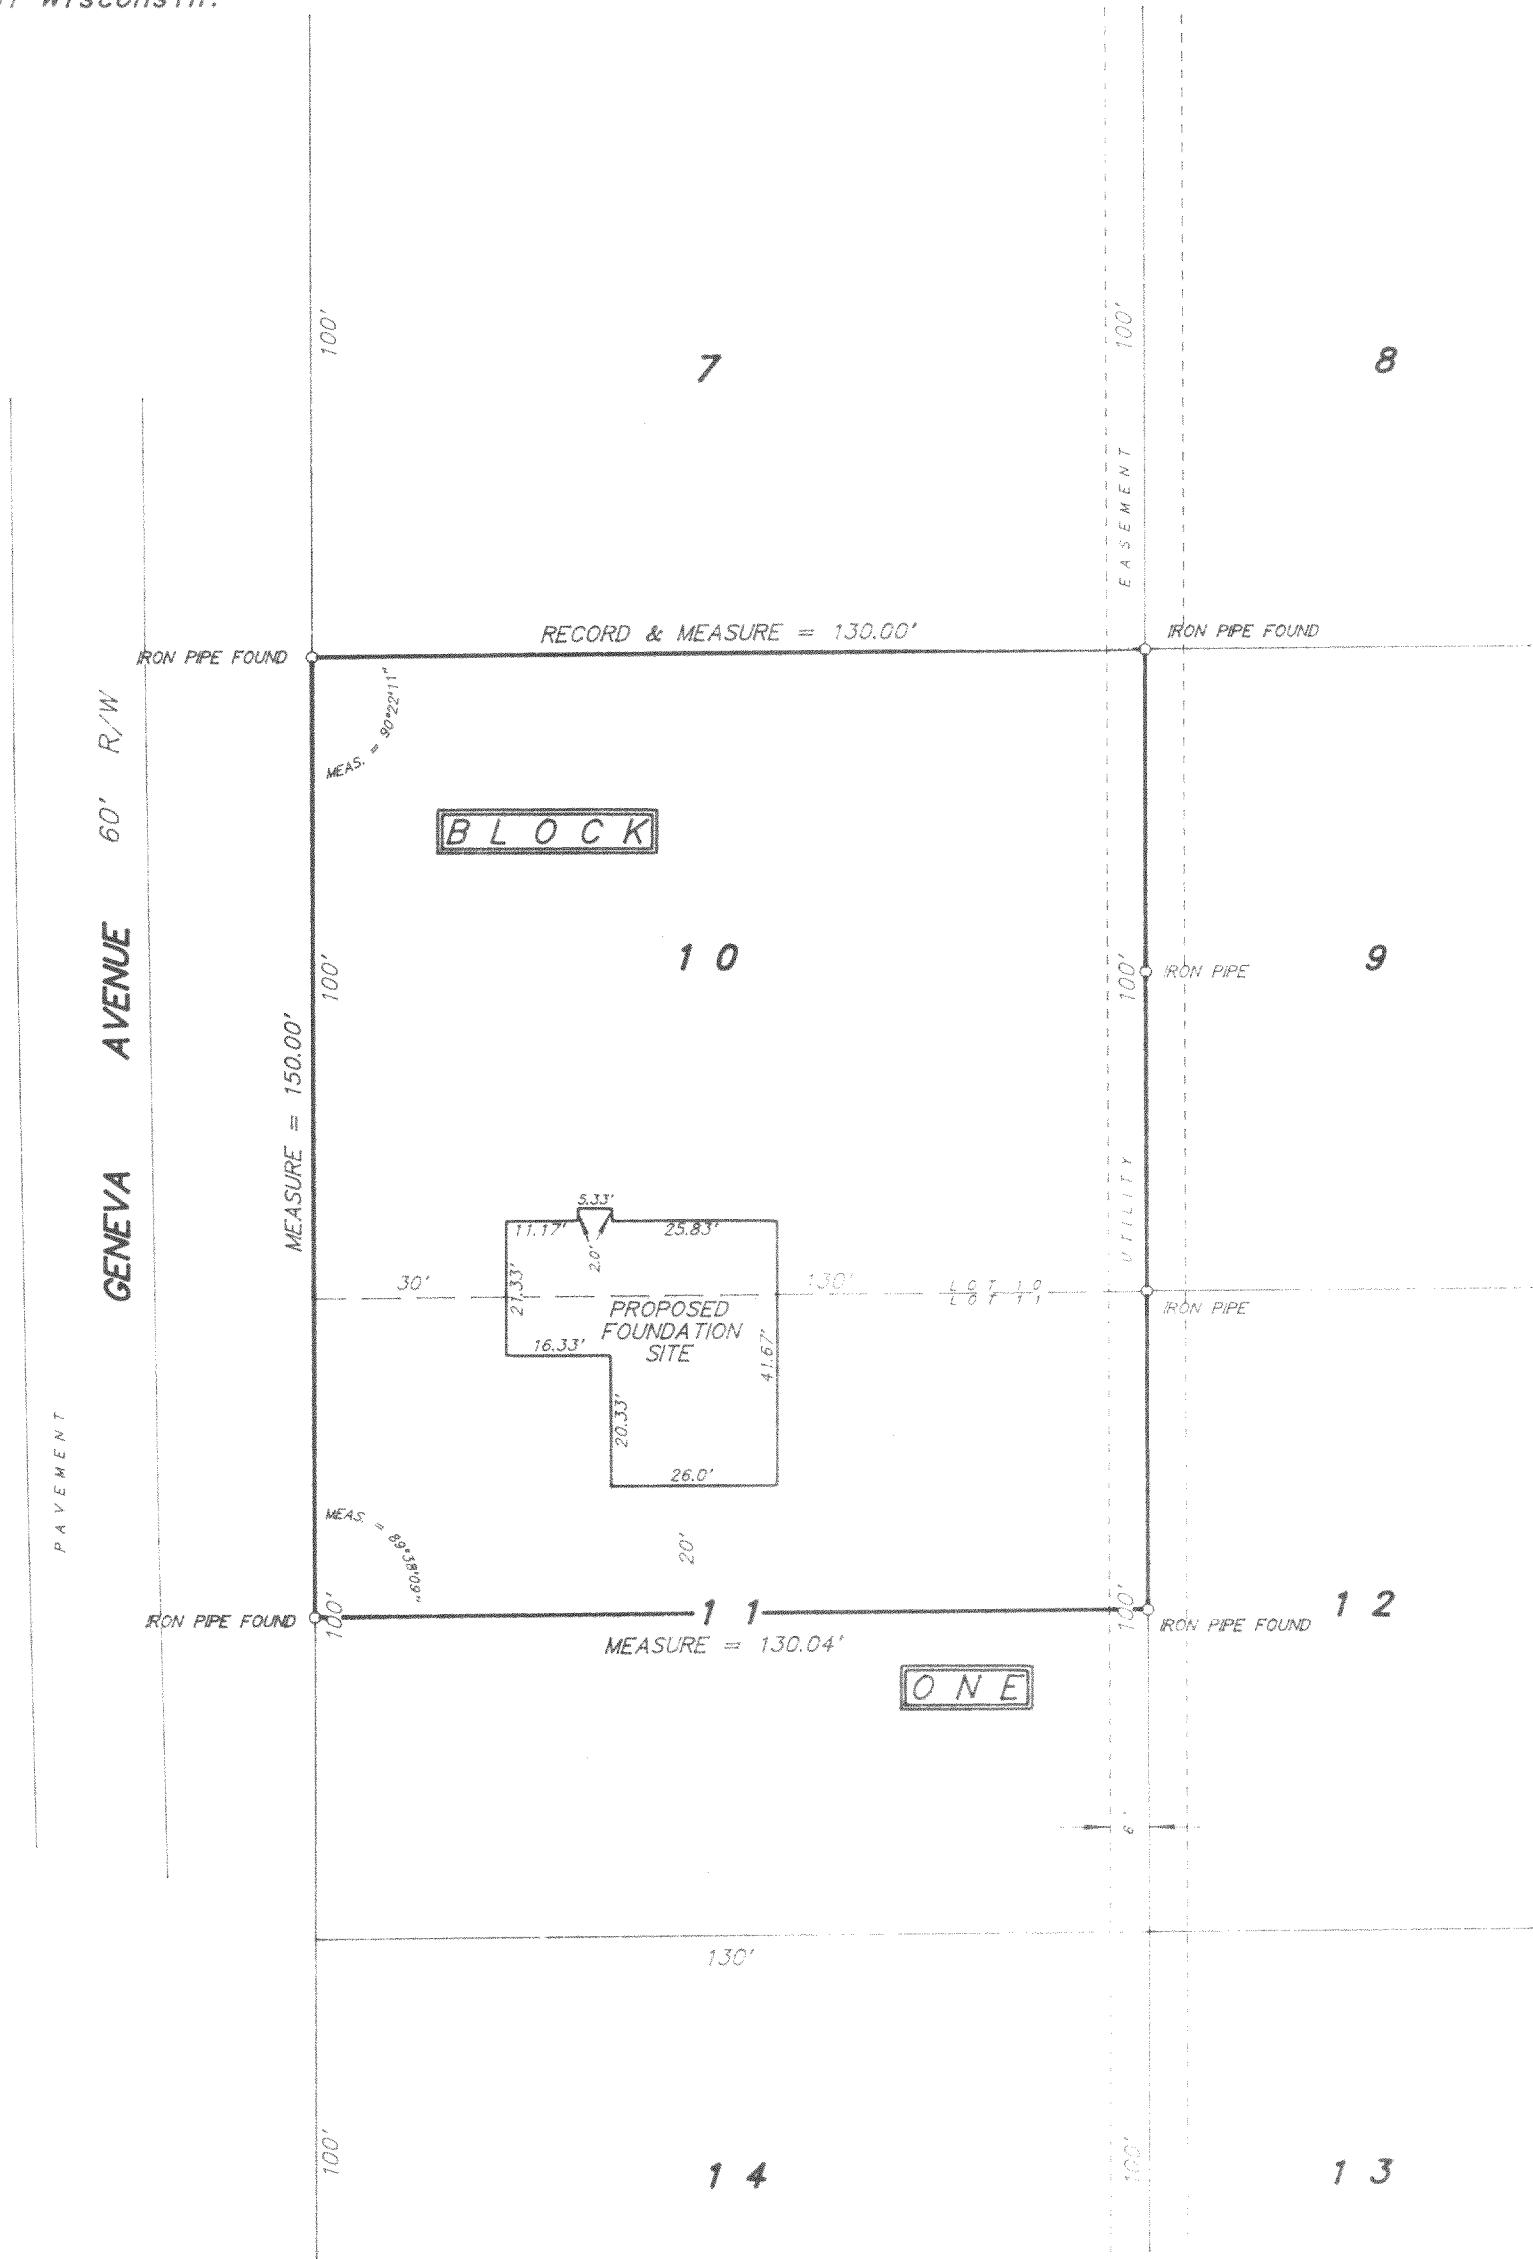 Wisconsin.
100'
100'
7
8
EASEMENT
RECORD & MEASURE = 130.00'
IRON PIPE FOUND
IRON PIPE FOUND
MEAS. = 90°22'11"
GENEVA AVENUE 60' R/W
BLOCK
10
9
100'
100'
IRON PIPE
MEASURE = 150.00'
UTILITY
5.33'
11.17'
25.83'
2.0'
21.33'
30'
130'
LOT 10
LOT 11
IRON PIPE
PROPOSED
FOUNDATION
SITE
16.33'
41.67'
20.33'
26.0'
PAVEMENT
MEAS. = 89°38'09"
20'
100'
100'
IRON PIPE FOUND
11
12
IRON PIPE FOUND
MEASURE = 130.04'
ONE
6'
130'
100'
100'
14
13